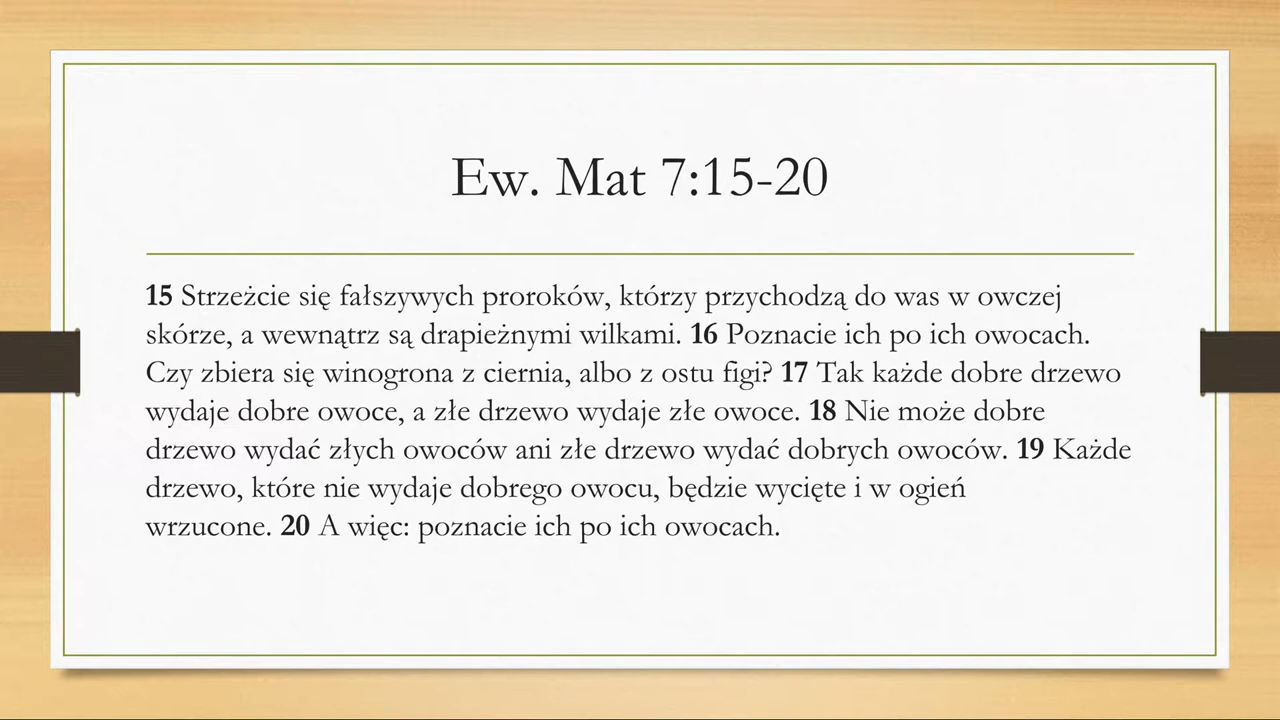 Ew. Mat 7:15-20
15 Strzeżcie się fałszywych proroków, którzy przychodzą do was w owczej
skórze, a wewnątrz są drapieżnymi wilkami. 16 Poznacie ich po ich owocach.
Czy zbiera się winogrona z ciernia, albo z ostu figi? 17 Tak każde dobre drzewo
wydaje dobre owoce, a złe drzewo wydaje złe owoce. 18 Nie może dobre
drzewo wydać złych owoców ani złe drzewo wydać dobrych owoców. 19 Każde
drzewo, które nie wydaje dobrego owocu, będzie wycięte i w ogień
wrzucone. 20 A więc: poznacie ich po ich owocach.